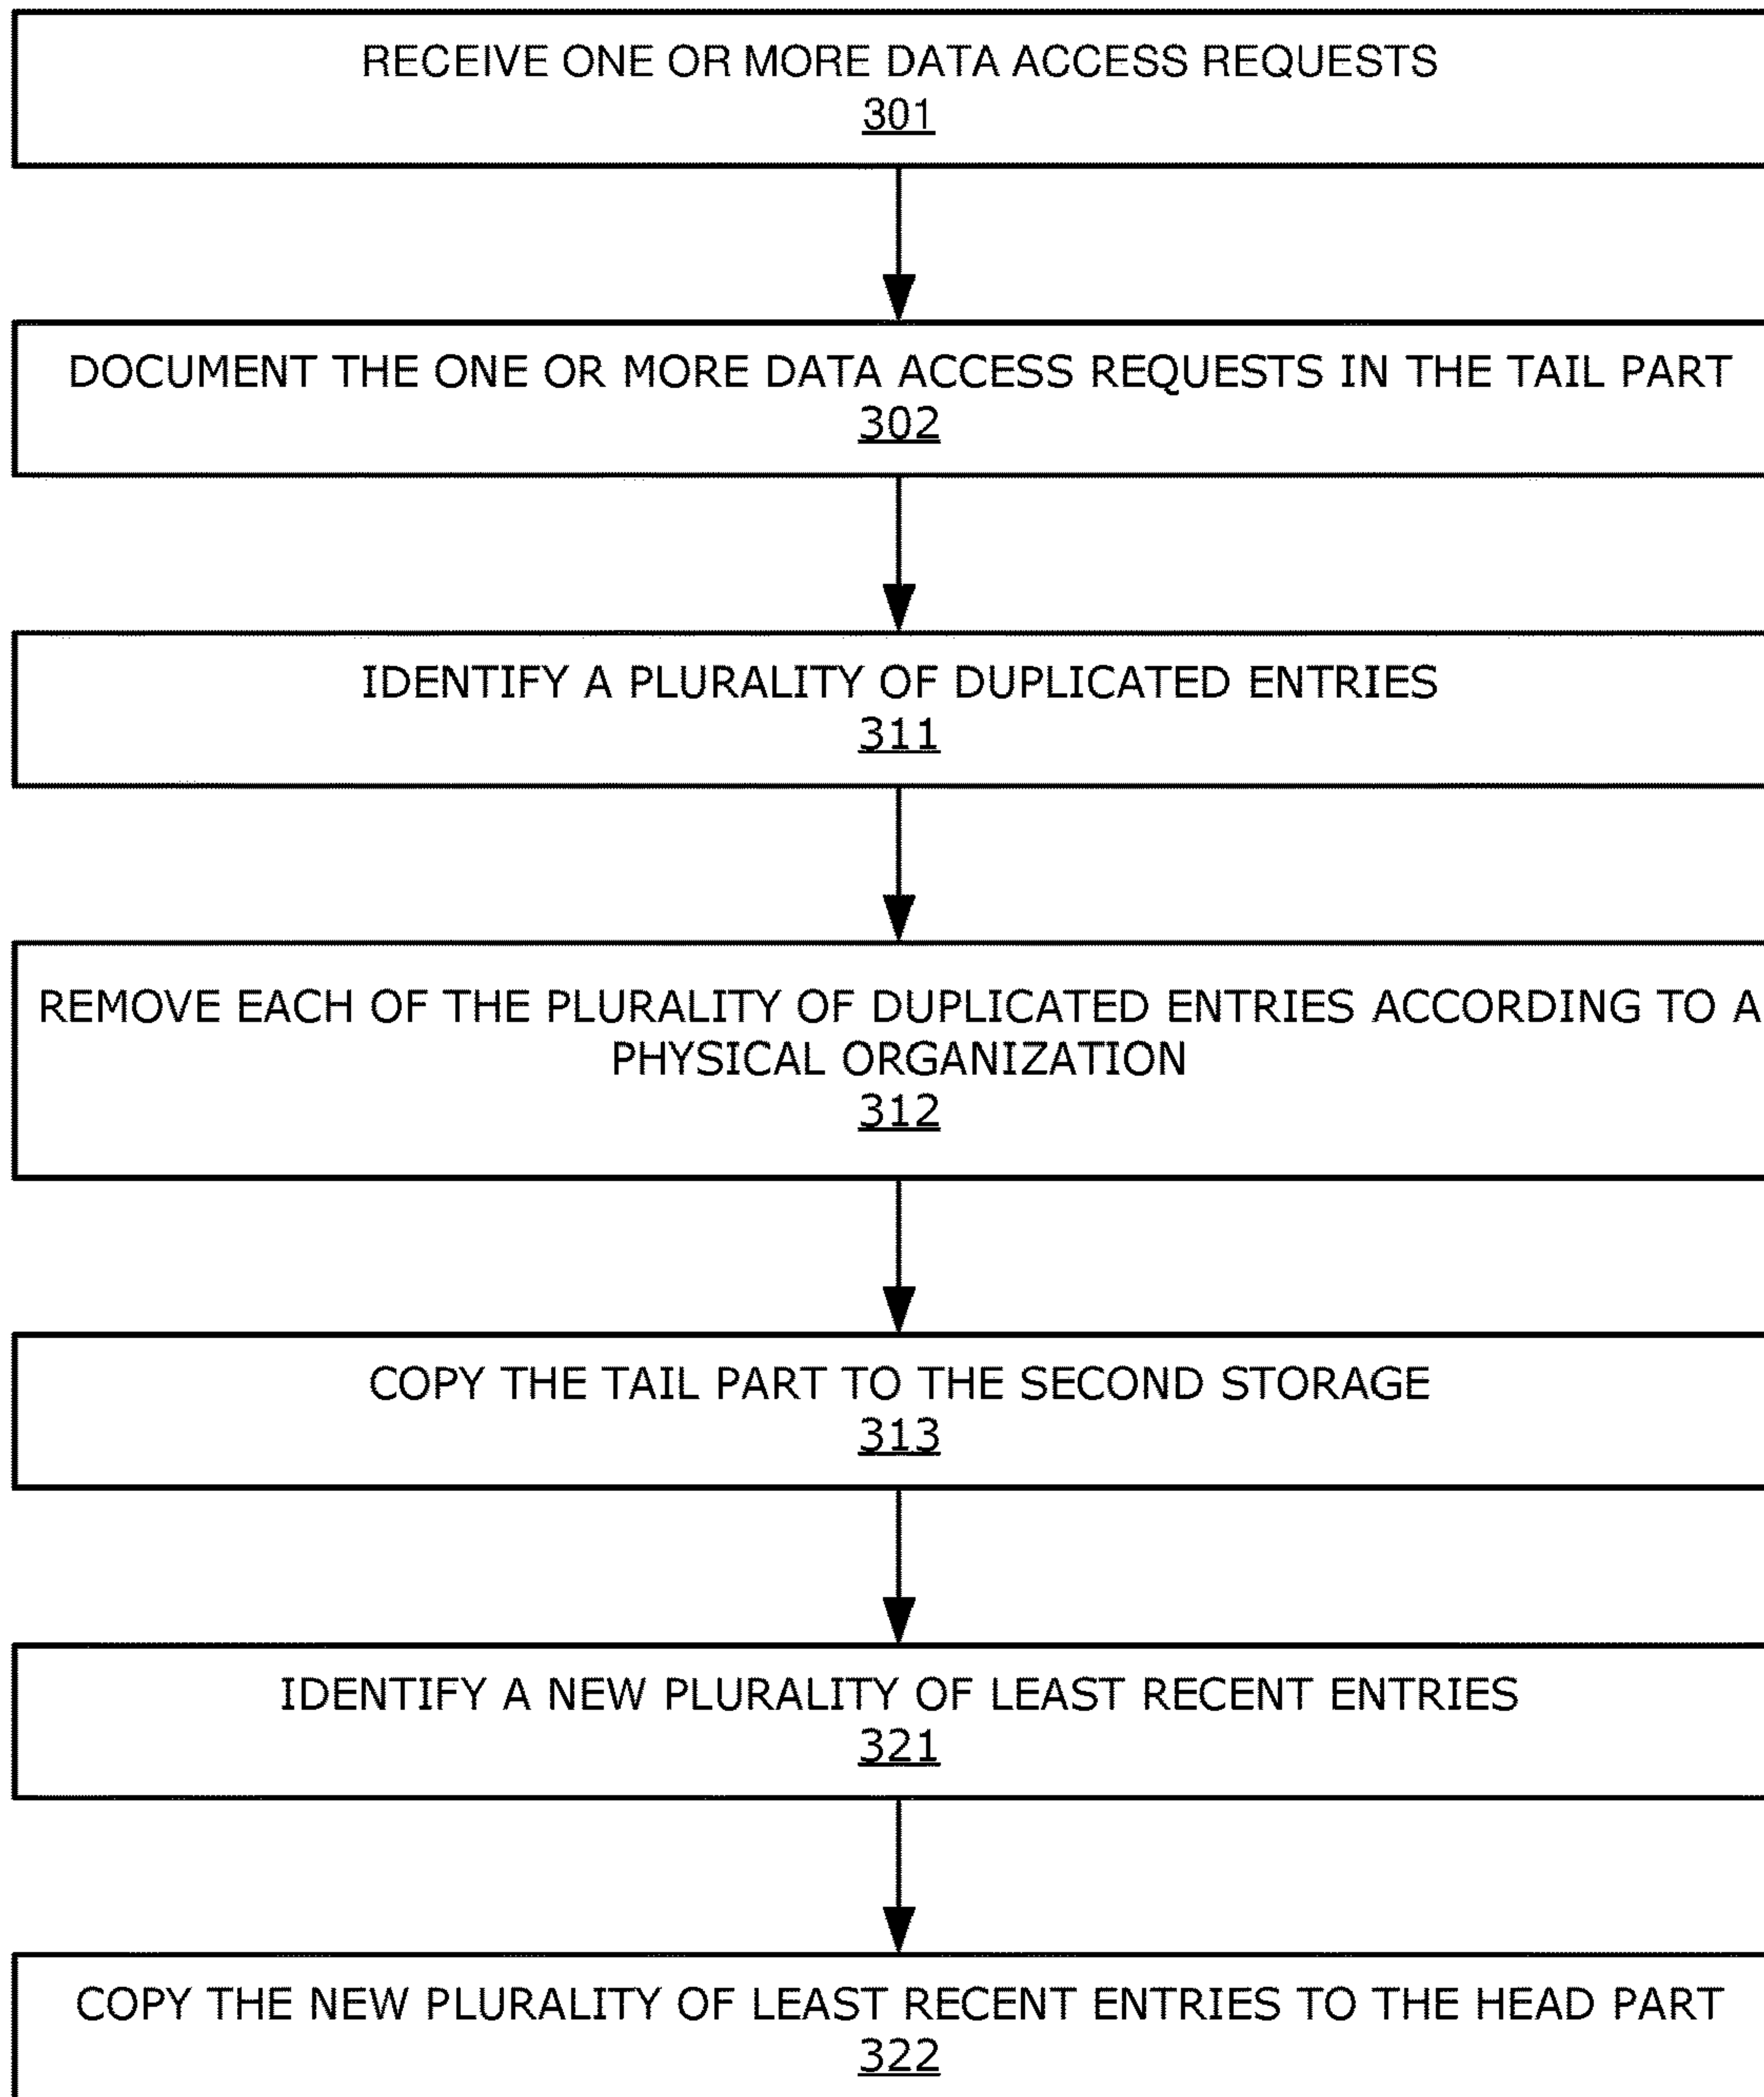 RECEIVE ONE OR MORE DATA ACCESS REQUESTS
301
DOCUMENT THE ONE OR MORE DATA ACCESS REQUESTS IN THE TAIL PART
302
IDENTIFY A PLURALITY OF DUPLICATED ENTRIES
311
REMOVE EACH OF THE PLURALITY OF DUPLICATED ENTRIES ACCORDING TO A
PHYSICAL ORGANIZATION
312
COPY THE TAIL PART TO THE SECOND STORAGE
313
IDENTIFY A NEW PLURALITY OF LEAST RECENT ENTRIES
321
COPY THE NEW PLURALITY OF LEAST RECENT ENTRIES TO THE HEAD PART
322